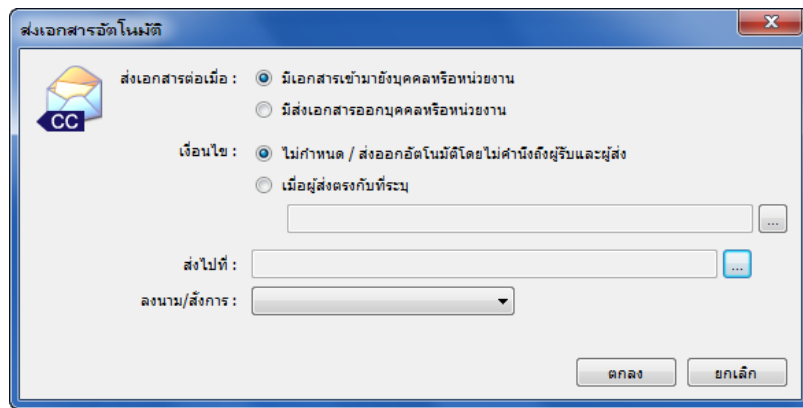 ส่งเอกสารอัตโนมัติ
ส่งเอกสารต่อเมื่อ : มีเอกสารเข้ามายังบุคคลหรือหน่วยงาน
มีส่งเอกสารออกบุคคลหรือหน่วยงาน
CC
เงื่อนไข : ไม่กำหนด / ส่งออกอัตโนมัติโดยไม่คำนึงถึงผู้รับและผู้ส่ง
เมื่อผู้ส่งตรงกับที่ระบุ
...
ส่งไปที่ : ...
ลงนาม/สั่งการ :
ตกลง ยกเลิก